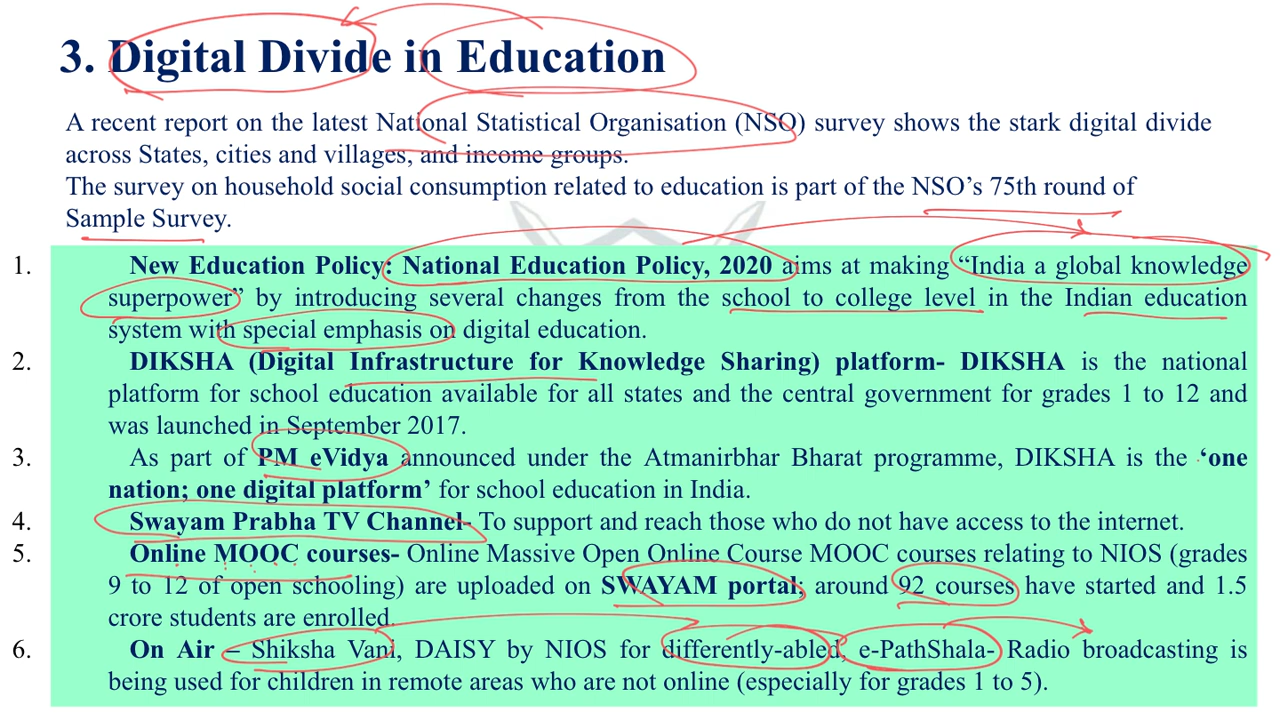 3. Digital Divide in Education
A recent report on the latest National Statistical Organisation (NSO) survey shows the stark digital divide
across States, cities and villages, and income groups.
The survey on household social consumption related to education is part of the NSO's 75th round of
Sample Survey.
1. New Education Policy: National Education Policy, 2020 aims at making “India a global knowledge
superpower” by introducing several changes from the school to college level in the Indian education
system with special emphasis on digital education.
2. DIKSHA (Digital Infrastructure for Knowledge Sharing) platform- DIKSHA is the national
platform for school education available for all states and the central government for grades 1 to 12 and
was launched in September 2017.
3. As part of PM eVidya announced under the Atmanirbhar Bharat programme, DIKSHA is the ‘one
nation; one digital platform’ for school education in India.
4. Swayam Prabha TV Channel- To support and reach those who do not have access to the internet.
5. Online MOOC courses- Online Massive Open Online Course MOOC courses relating to NIOS (grades
9 to 12 of open schooling) are uploaded on SWAYAM portal; around 92 courses have started and 1.5
crore students are enrolled.
6. On Air – Shiksha Vani, DAISY by NIOS for differently-abled, e-PathShala- Radio broadcasting is
being used for children in remote areas who are not online (especially for grades 1 to 5).